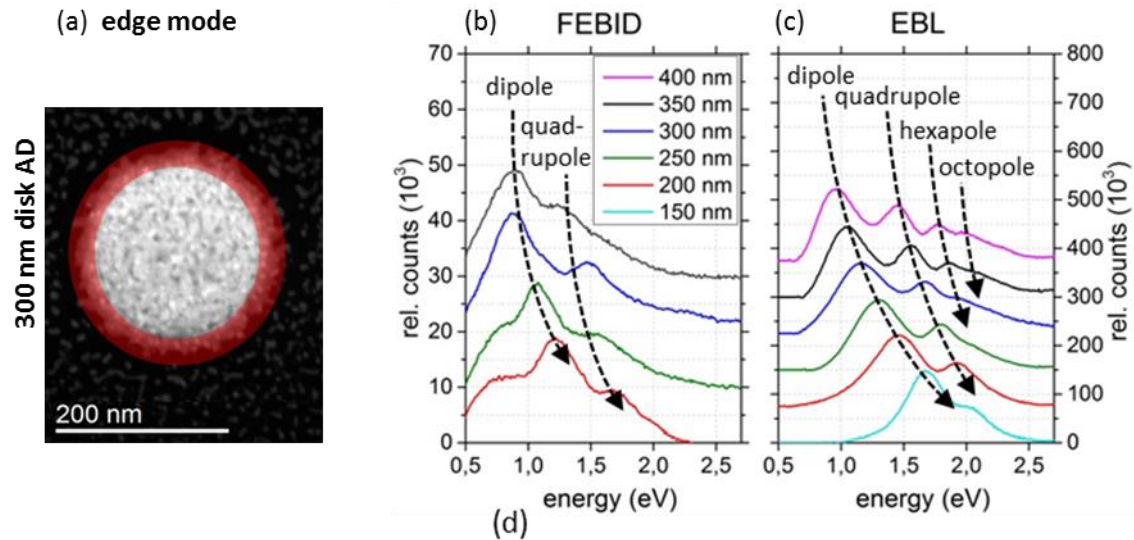 (a) edge mode
300 nm disk AD
200 nm
(b) FEBID
70
60
50
40
30
20
10
0
rel. counts (10³)
dipole
quad-
rupole
400 nm
350 nm
300 nm
250 nm
200 nm
150 nm
0,5 1,0 1,5 2,0 2,5
energy (eV)
(c) EBL
dipole
quadrupole
hexapole
octopole
800
700
600
500
400
300
200
100
0
rel. counts (10³)
0,5 1,0 1,5 2,0 2,5
energy (eV)
(d)